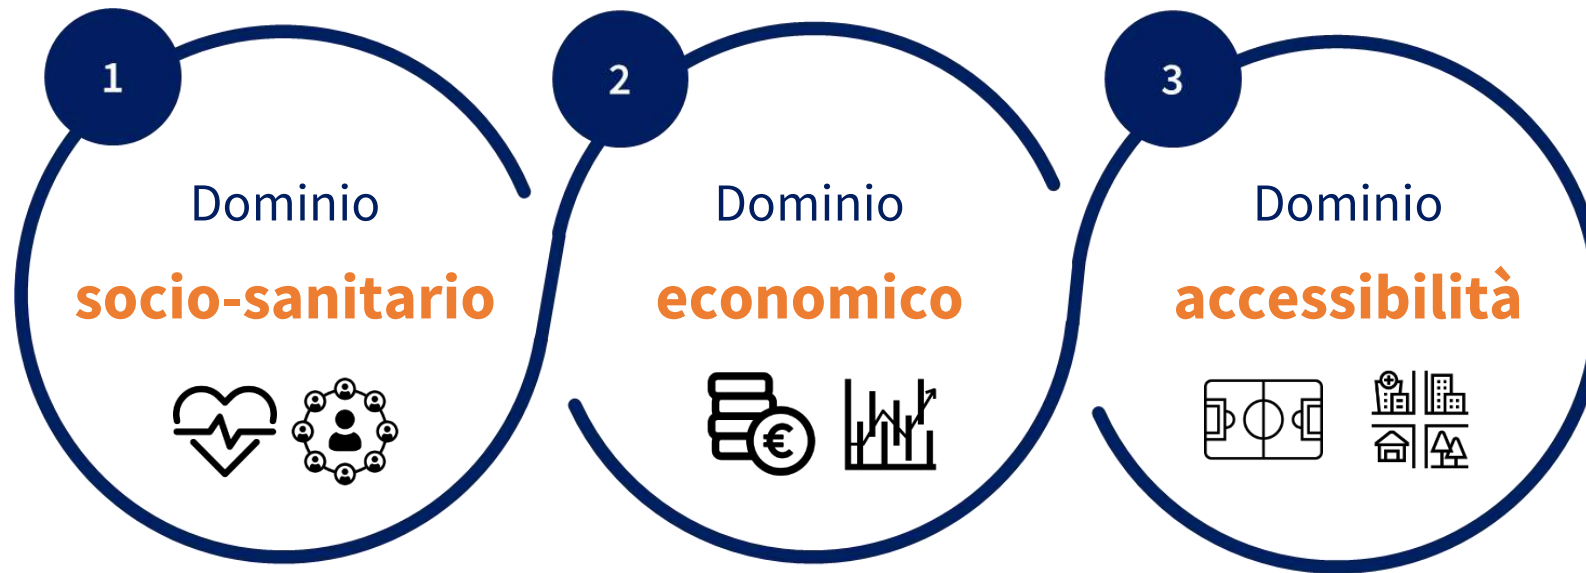 1
Dominio
socio-sanitario
2
Dominio
economico
€
3
Dominio
accessibilità